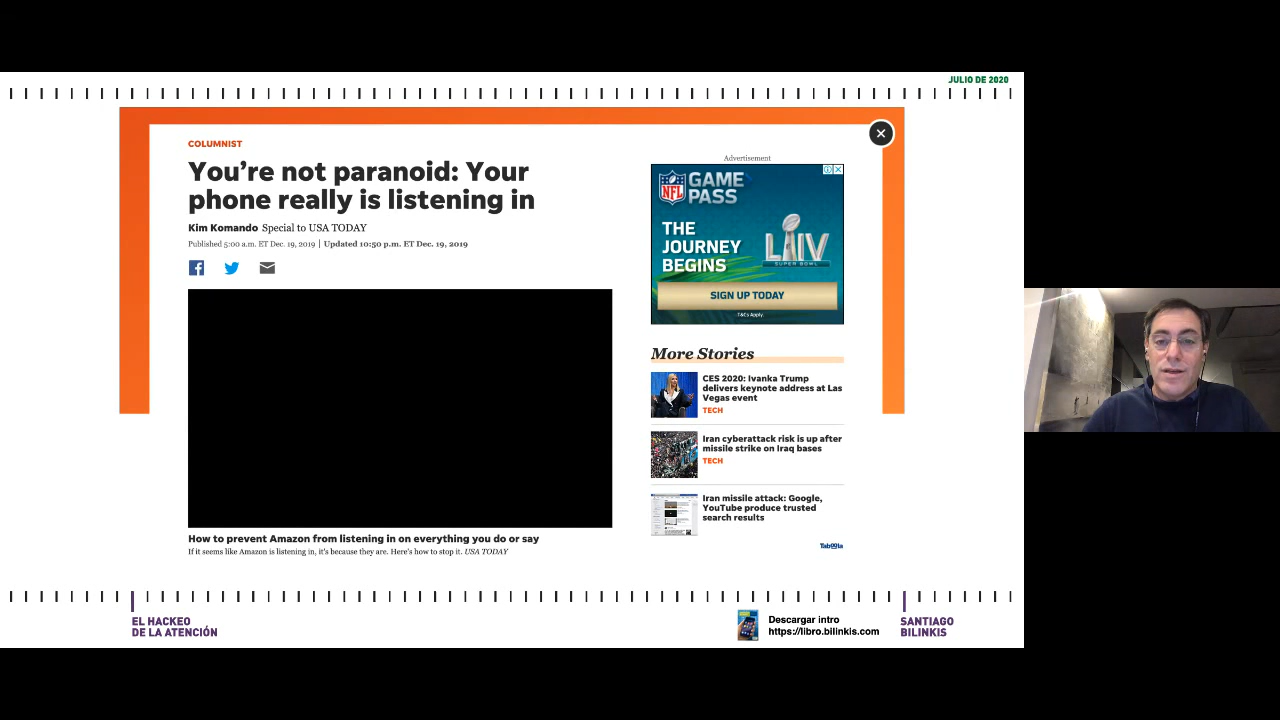 JULIO DE 2020
COLUMNIST
You're not paranoid: Your
phone really is listening in
Kim Komando Special to USA TODAY
Published 5:00 a.m. ET Dec. 19, 2019 | Updated 10:50 p.m. ET Dec. 19, 2019
How to prevent Amazon from listening in on everything you do or say
If it seems like Amazon is listening in, it's because they are. Here's how to stop it. USA TODAY
Advertisement
NFL
GAME
PASS
THE
JOURNEY
BEGINS
LIV
SUPER BOWL
SIGN UP TODAY
T&Cs Apply.
More Stories
CES 2020: Ivanka Trump
delivers keynote address at Las
Vegas event
TECH
Iran cyberattack risk is up after
missile strike on Iraq bases
TECH
Iran missile attack: Google,
YouTube produce trusted
search results
Taboola
EL HACKEO
DE LA ATENCIÓN
Descargar intro
https://libro.bilinkis.com
SANTIAGO
BILINKIS